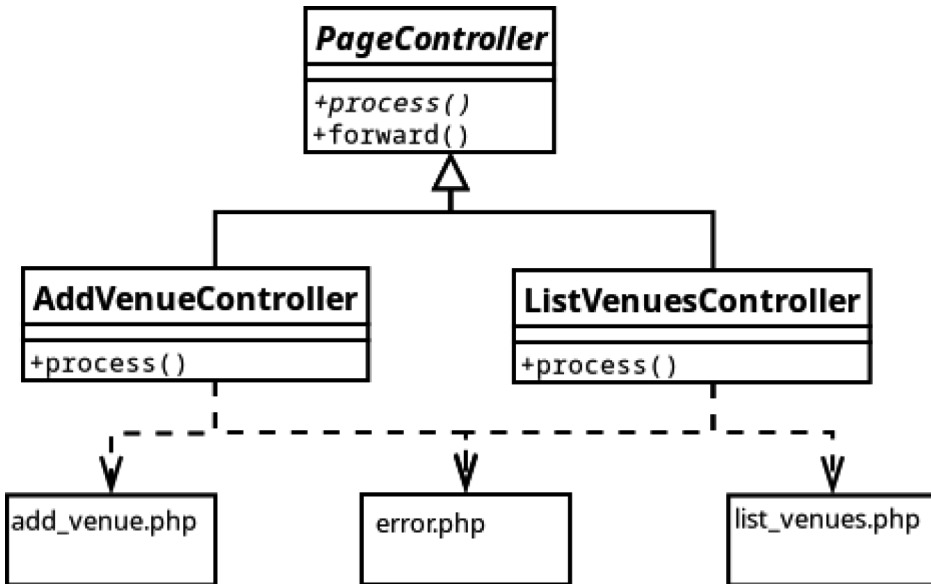 PageController
+process()
+forward()
AddVenueController
+process()
ListVenuesController
+process()
add_venue.php
error.php
list_venues.php